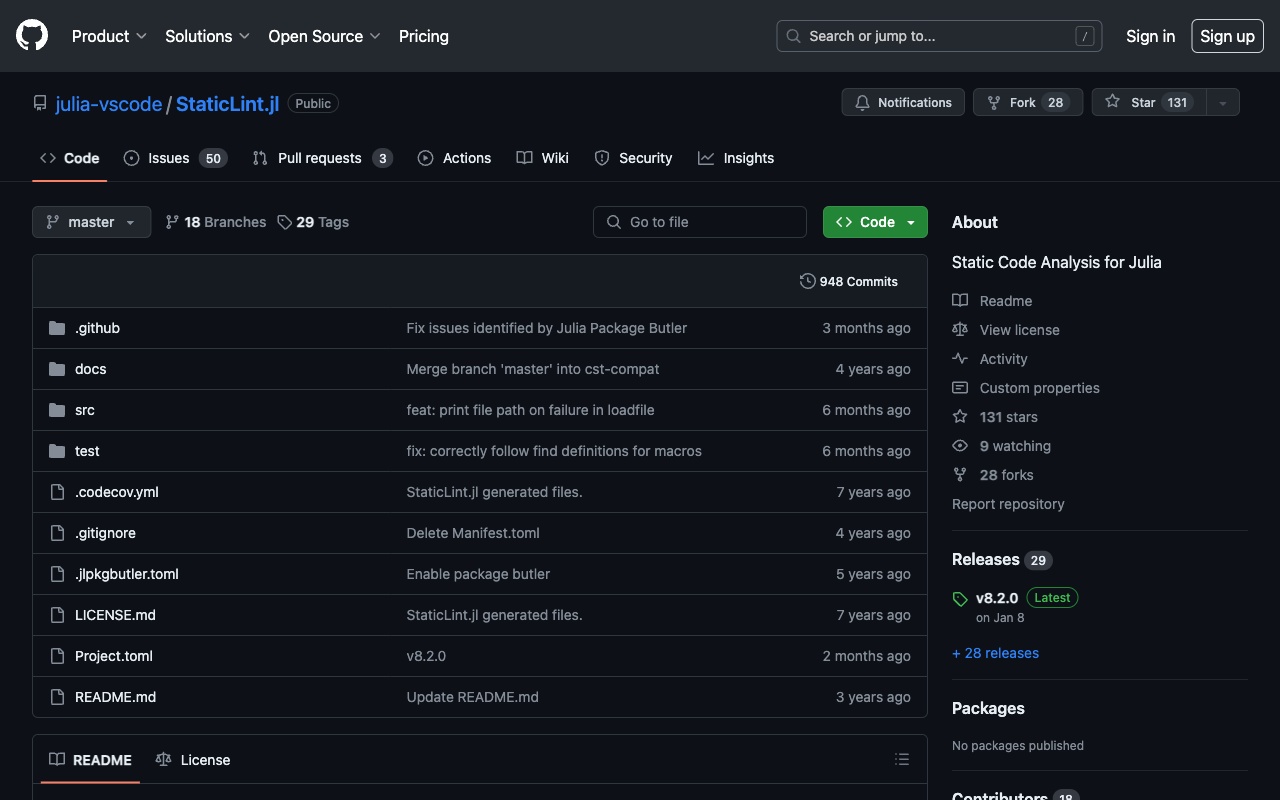 Product Solutions Open Source Pricing Search or jump to... / Sign in Sign up
julia-vscode / StaticLint.jl Public Notifications Fork 28 Star 131
Code Issues 50 Pull requests 3 Actions Wiki Security Insights
master 18 Branches 29 Tags Go to file Code
948 Commits
.github Fix issues identified by Julia Package Butler 3 months ago
docs Merge branch 'master' into cst-compat 4 years ago
src feat: print file path on failure in loadfile 6 months ago
test fix: correctly follow find definitions for macros 6 months ago
.codecov.yml StaticLint.jl generated files. 7 years ago
.gitignore Delete Manifest.toml 4 years ago
.jlpkgbutler.toml Enable package butler 5 years ago
LICENSE.md StaticLint.jl generated files. 7 years ago
Project.toml v8.2.0 2 months ago
README.md Update README.md 3 years ago
README License
About
Static Code Analysis for Julia
Readme
View license
Activity
Custom properties
131 stars
9 watching
28 forks
Report repository
Releases 29
v8.2.0 Latest
on Jan 8
+ 28 releases
Packages
No packages published
Contributors 18